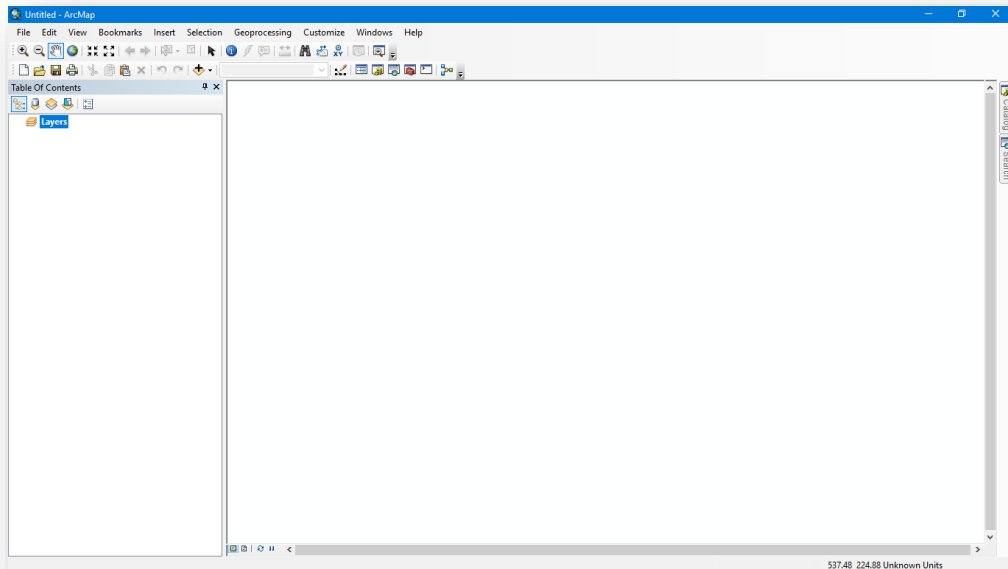 Untitled - ArcMap
File Edit View Bookmarks Insert Selection Geoprocessing Customize Windows Help
Table Of Contents
Layers
Catalog
Search
537.48 224.88 Unknown Units